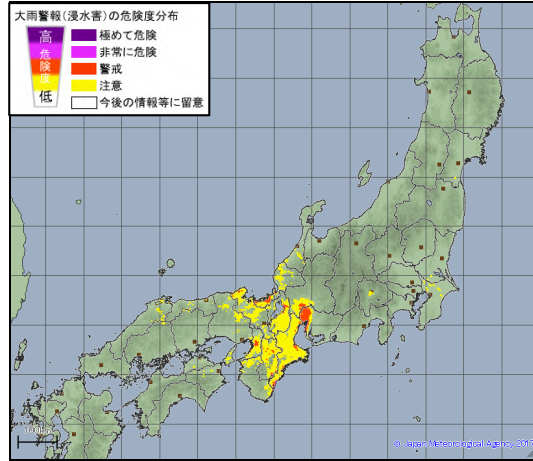 大雨警報(浸水害)の危険度分布
高
危
険
度
低
極めて危険
非常に危険
警戒
注意
今後の情報等に留意
100km
© Japan Meteorological Agency 2017